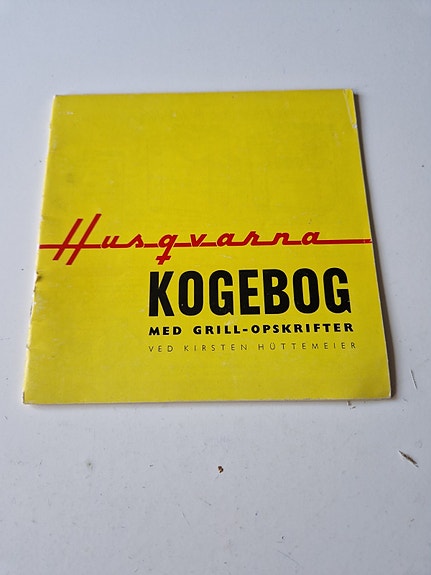 Husqvarna
KOGEBOG
MED GRILL-OPSKRIFTER
VED KIRSTEN HÜTTEMEIER